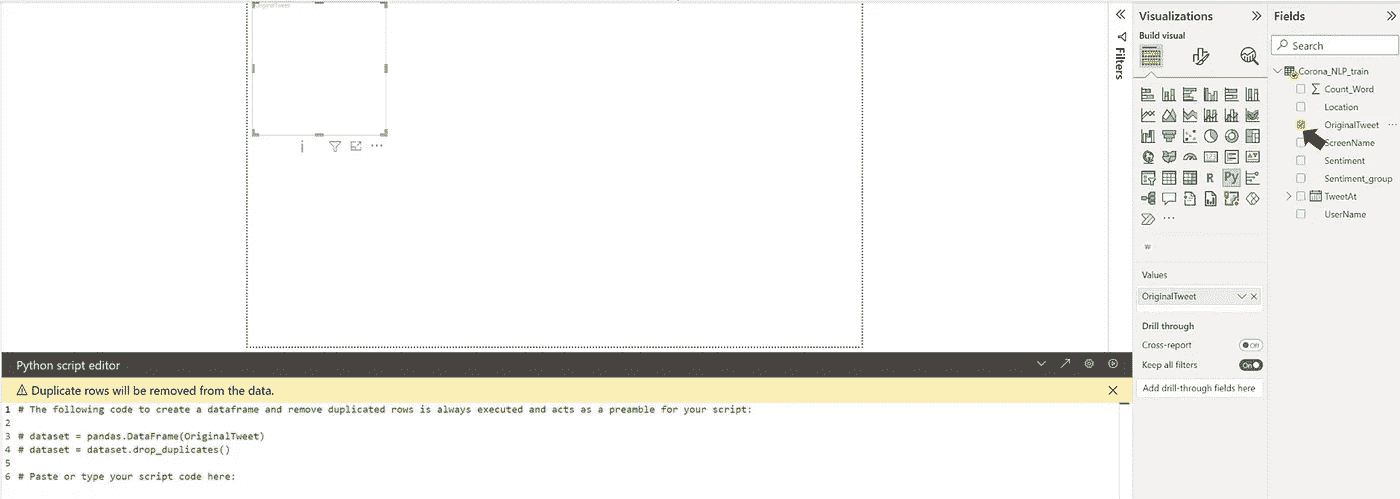 OriginalTweet
Filters
Visualizations
Build visual
R
Py
Values
OriginalTweet
Drill through
Cross-report
Off
Keep all filters
On
Add drill-through fields here
Fields
Search
Corona_NLP_train
Count_Word
Location
OriginalTweet
ScreenName
Sentiment
Sentiment_group
TweetAt
UserName
Python script editor
Duplicate rows will be removed from the data.
1 # The following code to create a dataframe and remove duplicated rows is always executed and acts as a preamble for your script:
2
3 # dataset = pandas.DataFrame(OriginalTweet)
4 # dataset = dataset.drop_duplicates()
5
6 # Paste or type your script code here: